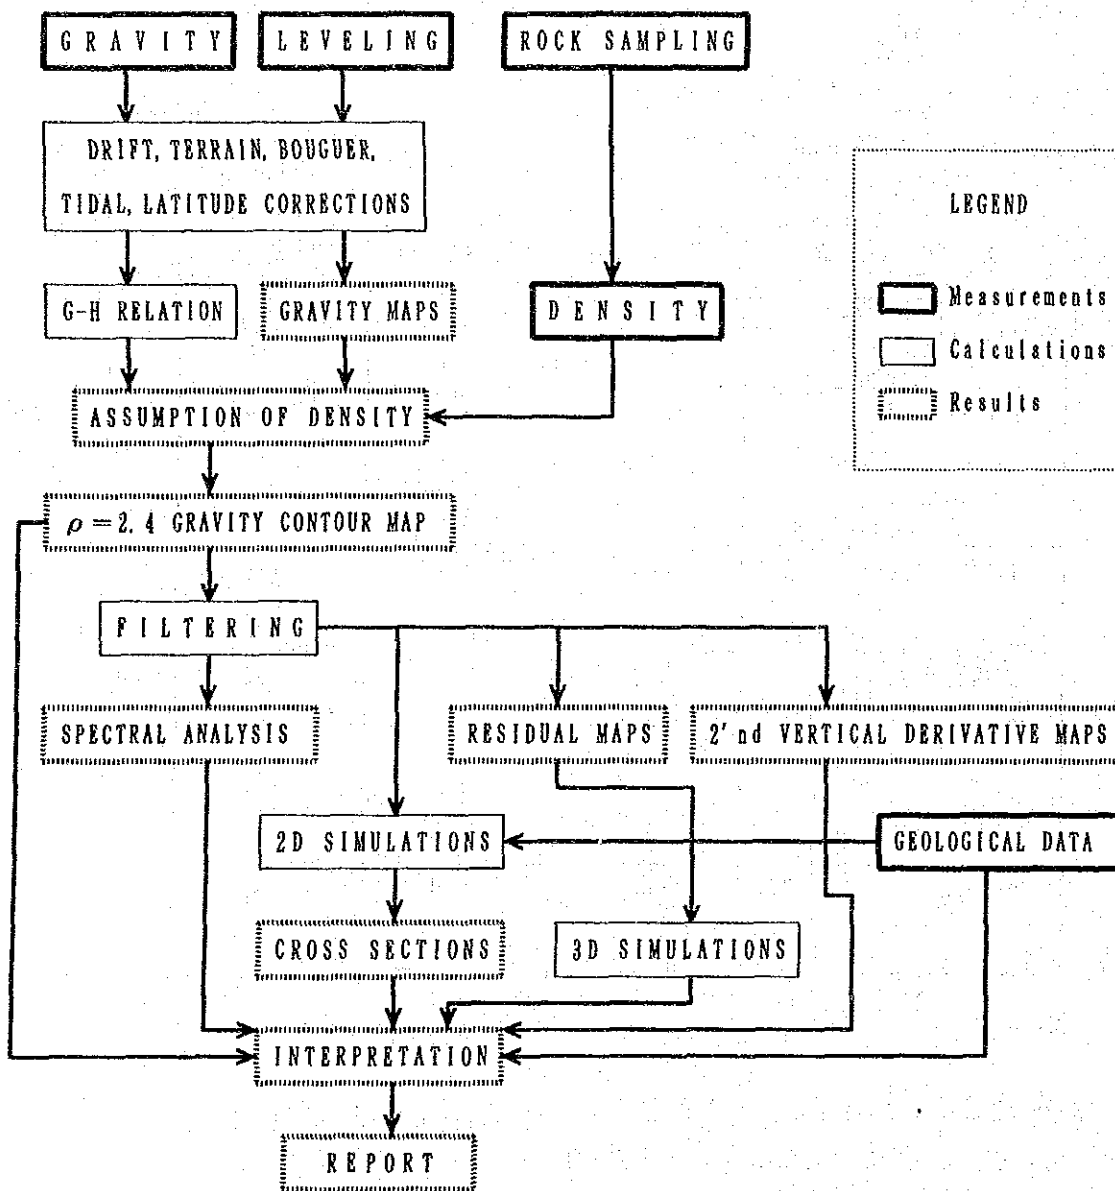 GRAVITY
LEVELING
ROCK SAMPLING
DRIFT, TERRAIN, BOUGUER,
TIDAL, LATITUDE CORRECTIONS
LEGEND
G-H RELATION
GRAVITY MAPS
DENSITY
Measurements
Calculations
Results
ASSUMPTION OF DENSITY
ρ=2.4 GRAVITY CONTOUR MAP
FILTERING
SPECTRAL ANALYSIS
RESIDUAL MAPS
2'nd VERTICAL DERIVATIVE MAPS
2D SIMULATIONS
GEOLOGICAL DATA
CROSS SECTIONS
3D SIMULATIONS
INTERPRETATION
REPORT